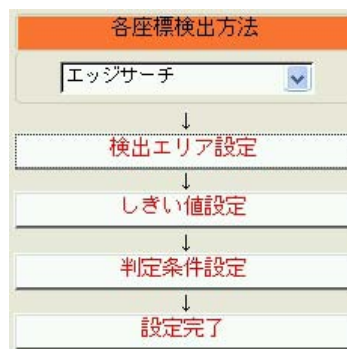 各座標検出方法
エッジサーチ
↓
検出エリア設定
↓
しきい値設定
↓
判定条件設定
↓
設定完了